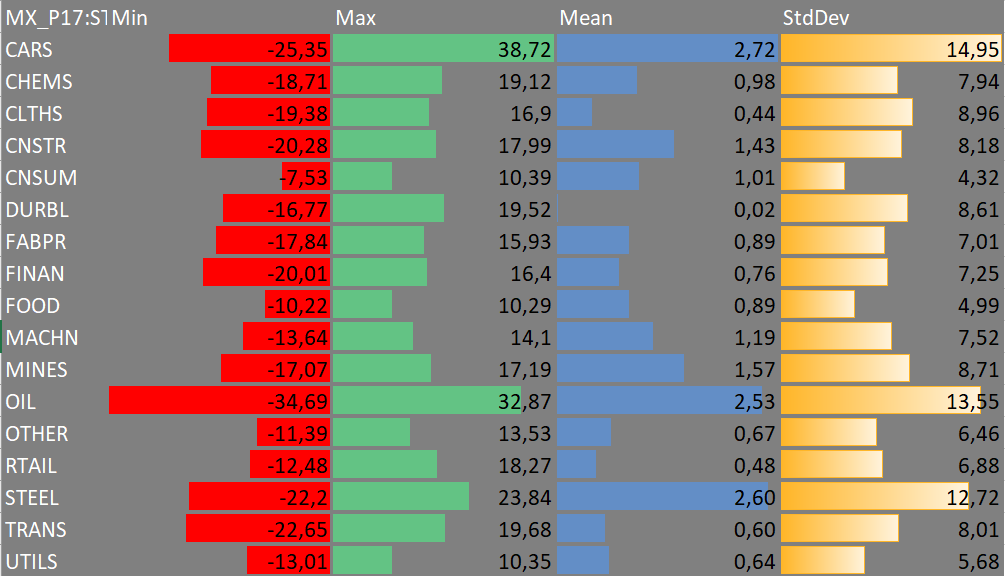 MX_P17:ST Min Max Mean StdDev
CARS -25,35 38,72 2,72 14,95
CHEMS -18,71 19,12 0,98 7,94
CLTHS -19,38 16,9 0,44 8,96
CNSTR -20,28 17,99 1,43 8,18
CNSUM -7,53 10,39 1,01 4,32
DURBL -16,77 19,52 0,02 8,61
FABPR -17,84 15,93 0,89 7,01
FINAN -20,01 16,4 0,76 7,25
FOOD -10,22 10,29 0,89 4,99
MACHN -13,64 14,1 1,19 7,52
MINES -17,07 17,19 1,57 8,71
OIL -34,69 32,87 2,53 13,55
OTHER -11,39 13,53 0,67 6,46
RTAIL -12,48 18,27 0,48 6,88
STEEL -22,2 23,84 2,60 12,72
TRANS -22,65 19,68 0,60 8,01
UTILS -13,01 10,35 0,64 5,68